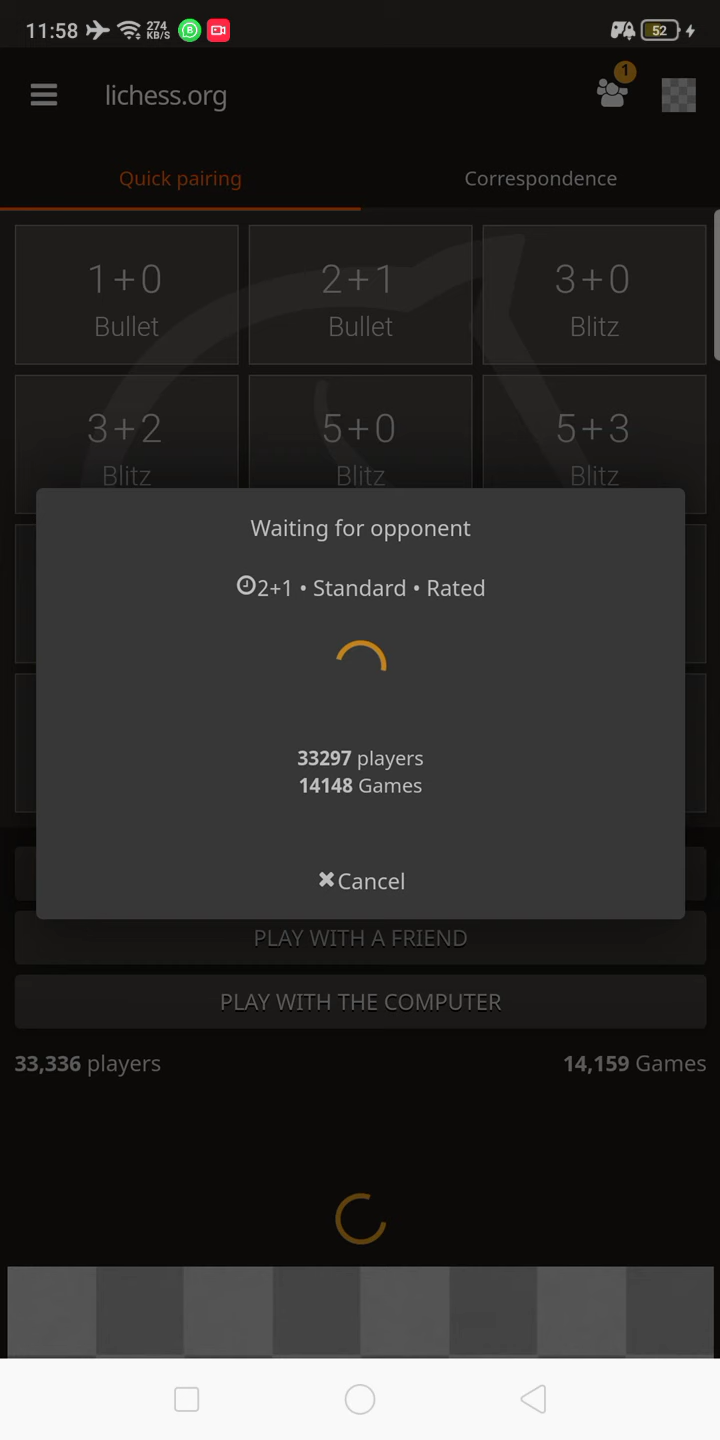 11:58 274 KB/S 52
lichess.org 1
Quick pairing Correspondence
1+0 2+1 3+0
Bullet Bullet Blitz
3+2 5+0 5+3
Blitz Blitz Blitz
Waiting for opponent
2+1 • Standard • Rated
33297 players
14148 Games
Cancel
PLAY WITH A FRIEND
PLAY WITH THE COMPUTER
33,336 players 14,159 Games